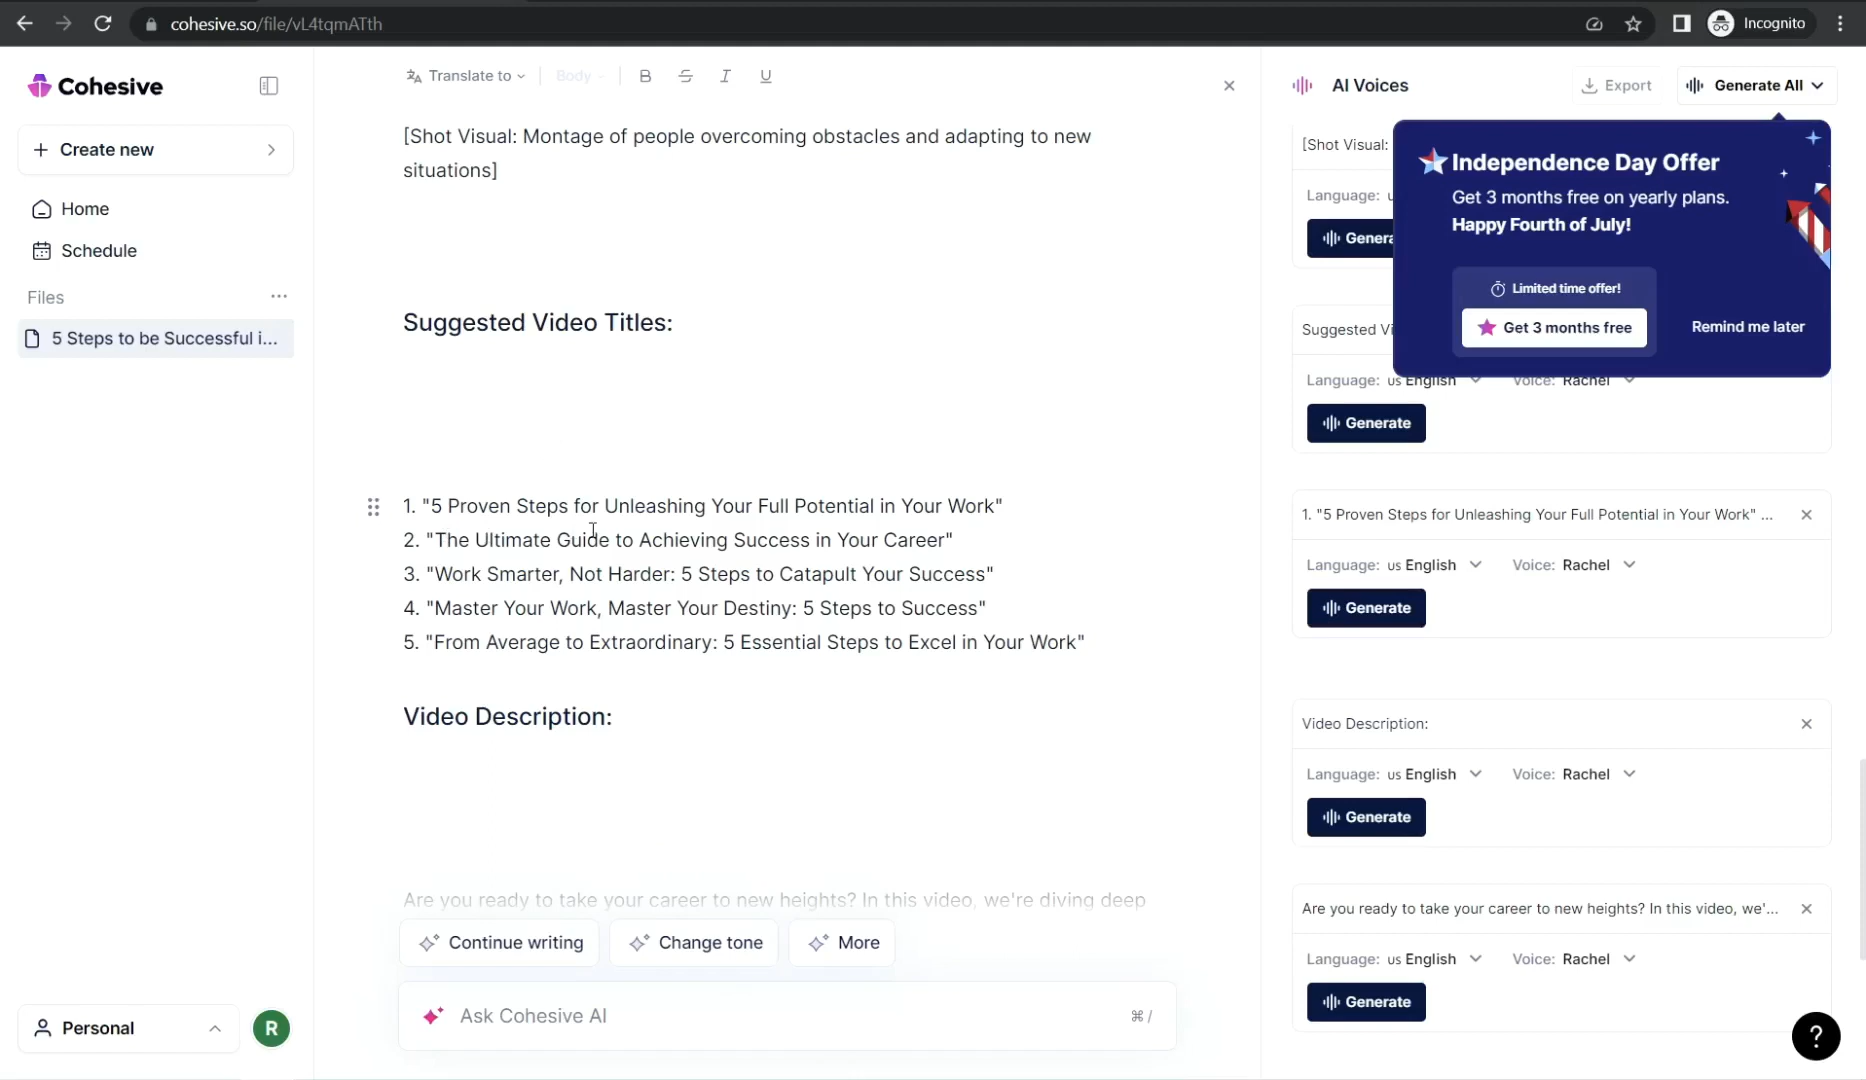 cohesive.so/file/vL4tqmATth
Incognito
Cohesive
Create new
Home
Schedule
Files
5 Steps to be Successful i...
Personal
R
Translate to
Body
B
S
I
U
[Shot Visual: Montage of people overcoming obstacles and adapting to new
situations]
Suggested Video Titles:
1. "5 Proven Steps for Unleashing Your Full Potential in Your Work"
2. "The Ultimate Guide to Achieving Success in Your Career"
3. "Work Smarter, Not Harder: 5 Steps to Catapult Your Success"
4. "Master Your Work, Master Your Destiny: 5 Steps to Success"
5. "From Average to Extraordinary: 5 Essential Steps to Excel in Your Work"
Video Description:
Are you ready to take your career to new heights? In this video, we're diving deep
Continue writing
Change tone
More
Ask Cohesive AI
⌘ /
AI Voices
Export
Generate All
[Shot Visual:
Language:
Independence Day Offer
Get 3 months free on yearly plans.
Happy Fourth of July!
Limited time offer!
Get 3 months free
Remind me later
Suggested
Language: us English
Voice: Rachel
Generate
1. "5 Proven Steps for Unleashing Your Full Potential in Your Work" ...
Language: us English
Voice: Rachel
Generate
Video Description:
Language: us English
Voice: Rachel
Generate
Are you ready to take your career to new heights? In this video, we'...
Language: us English
Voice: Rachel
Generate
?